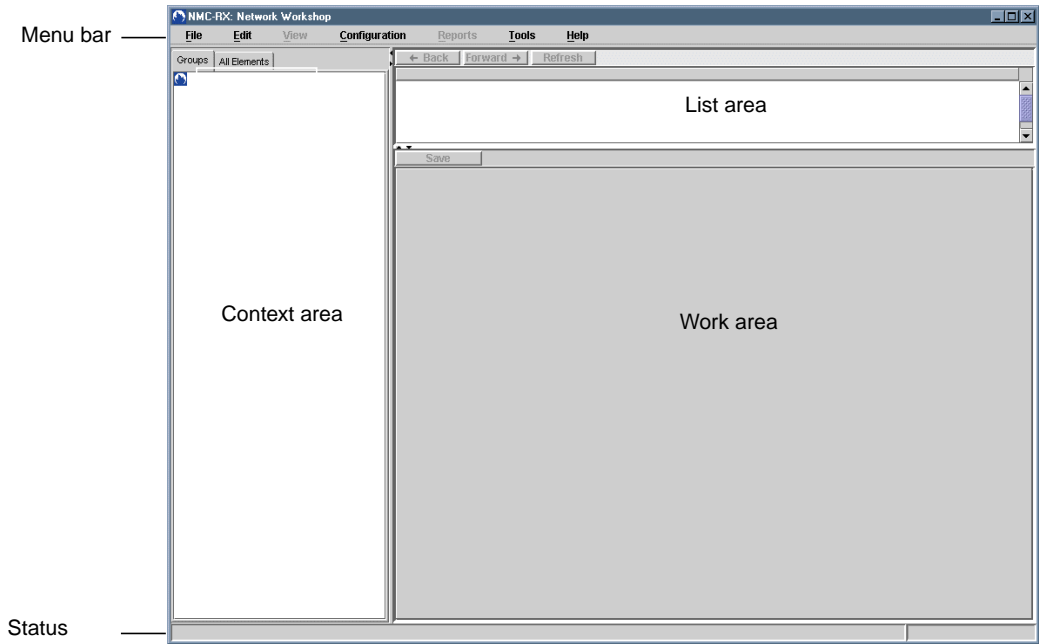 NMC-RX: Network Workshop
Menu bar
File Edit View Configuration Reports Tools Help
Groups All Elements
← Back Forward → Refresh
List area
Save
Context area
Work area
Status